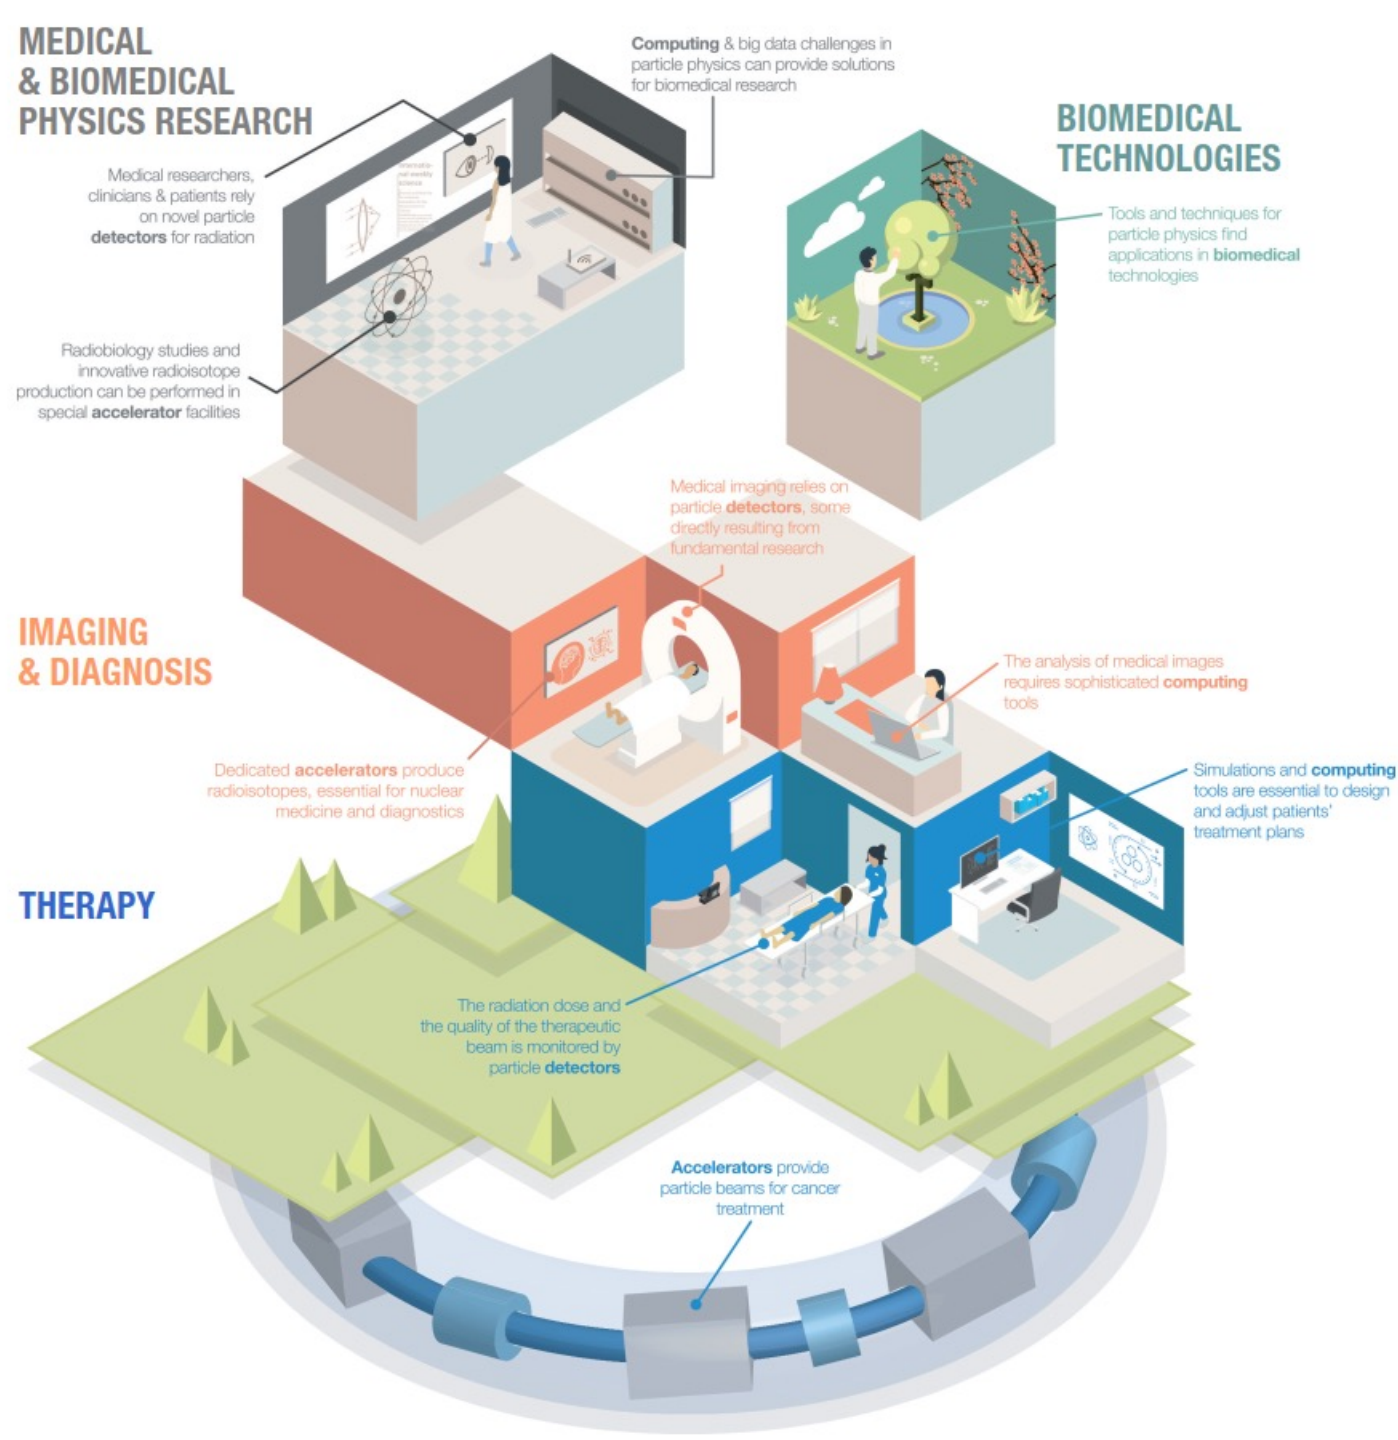 MEDICAL
& BIOMEDICAL
PHYSICS RESEARCH
Computing & big data challenges in
particle physics can provide solutions
for biomedical research
Medical researchers,
clinicians & patients rely
on novel particle
detectors for radiation
Radiobiology studies and
innovative radioisotope
production can be performed in
special accelerator facilities
BIOMEDICAL
TECHNOLOGIES
Tools and techniques for
particle physics find
applications in biomedical
technologies
IMAGING
& DIAGNOSIS
Medical imaging relies on
particle detectors, some
directly resulting from
fundamental research
The analysis of medical images
requires sophisticated computing
tools
Dedicated accelerators produce
radioisotopes, essential for nuclear
medicine and diagnostics
THERAPY
Simulations and computing
tools are essential to design
and adjust patients'
treatment plans
The radiation dose and
the quality of the therapeutic
beam is monitored by
particle detectors
Accelerators provide
particle beams for cancer
treatment